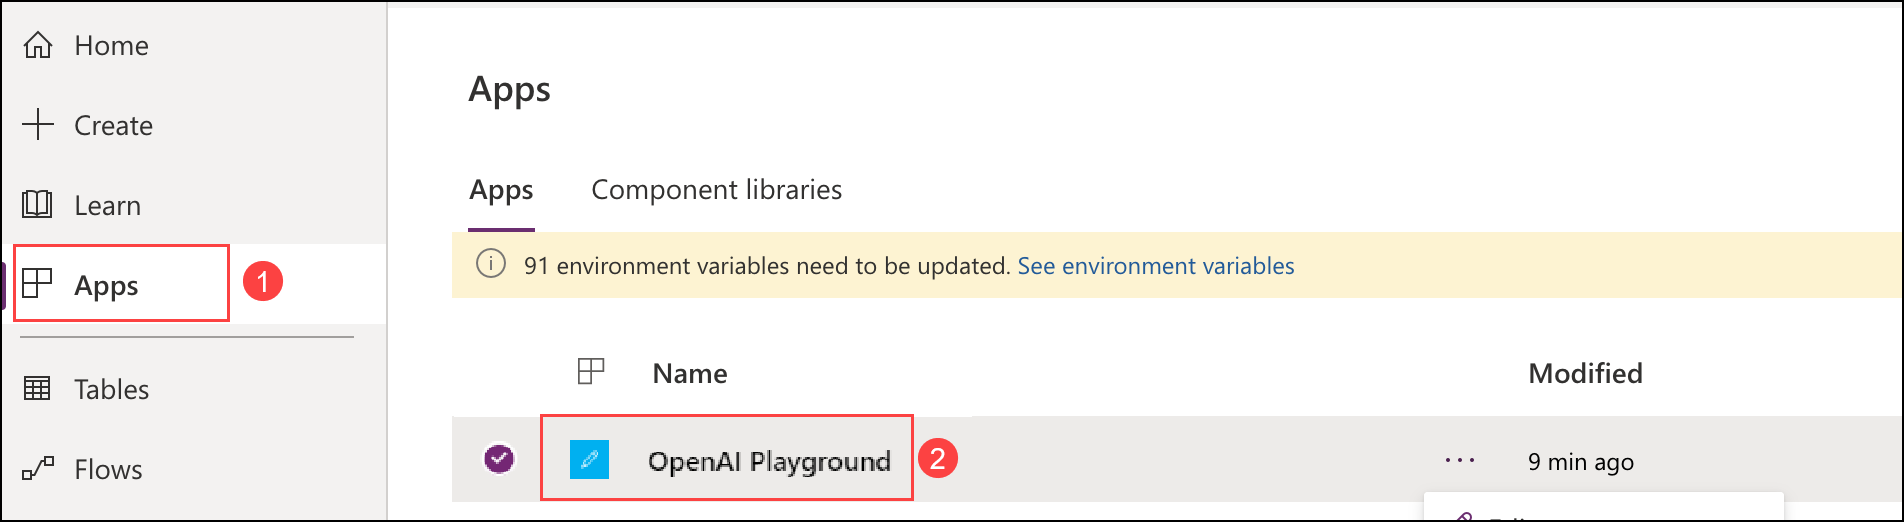 Home
Create
Learn
Apps
1
Tables
Flows
Apps
Apps
Component libraries
91 environment variables need to be updated. See environment variables
Name
Modified
OpenAI Playground
2
9 min ago